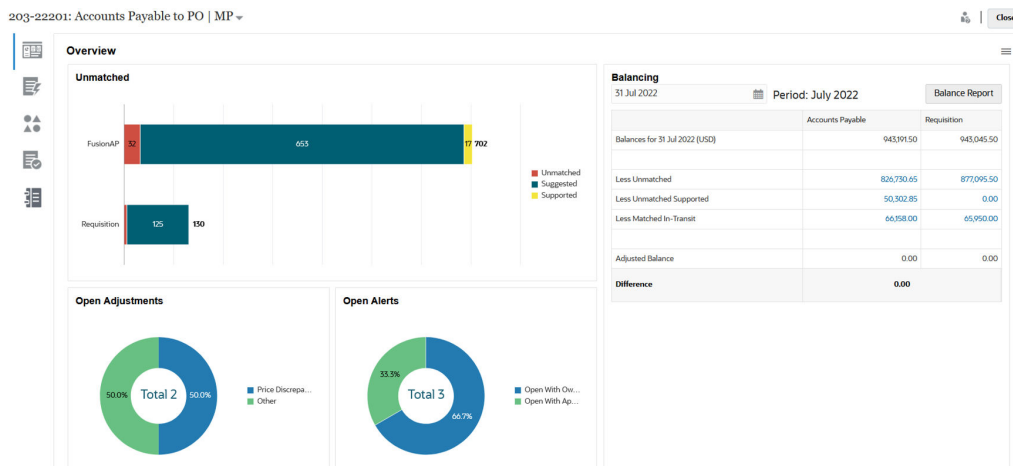 203-22201: Accounts Payable to PO | MP
Close
Overview
Unmatched
FusionAP 32 653 17 702
Requisition 125 130
Unmatched
Suggested
Supported
Open Adjustments
50.0% Total 2 50.0%
Price Discrepa...
Other
Open Alerts
33.3%
Total 3
66.7%
Open With Ow...
Open With Ap...
Balancing
31 Jul 2022 Period: July 2022 Balance Report
Accounts Payable Requisition
Balances for 31 Jul 2022 (USD) 943,191.50 943,045.50
Less Unmatched 826,730.65 877,095.50
Less Unmatched Supported 50,302.85 0.00
Less Matched In-Transit 66,158.00 65,950.00
Adjusted Balance 0.00 0.00
Difference 0.00